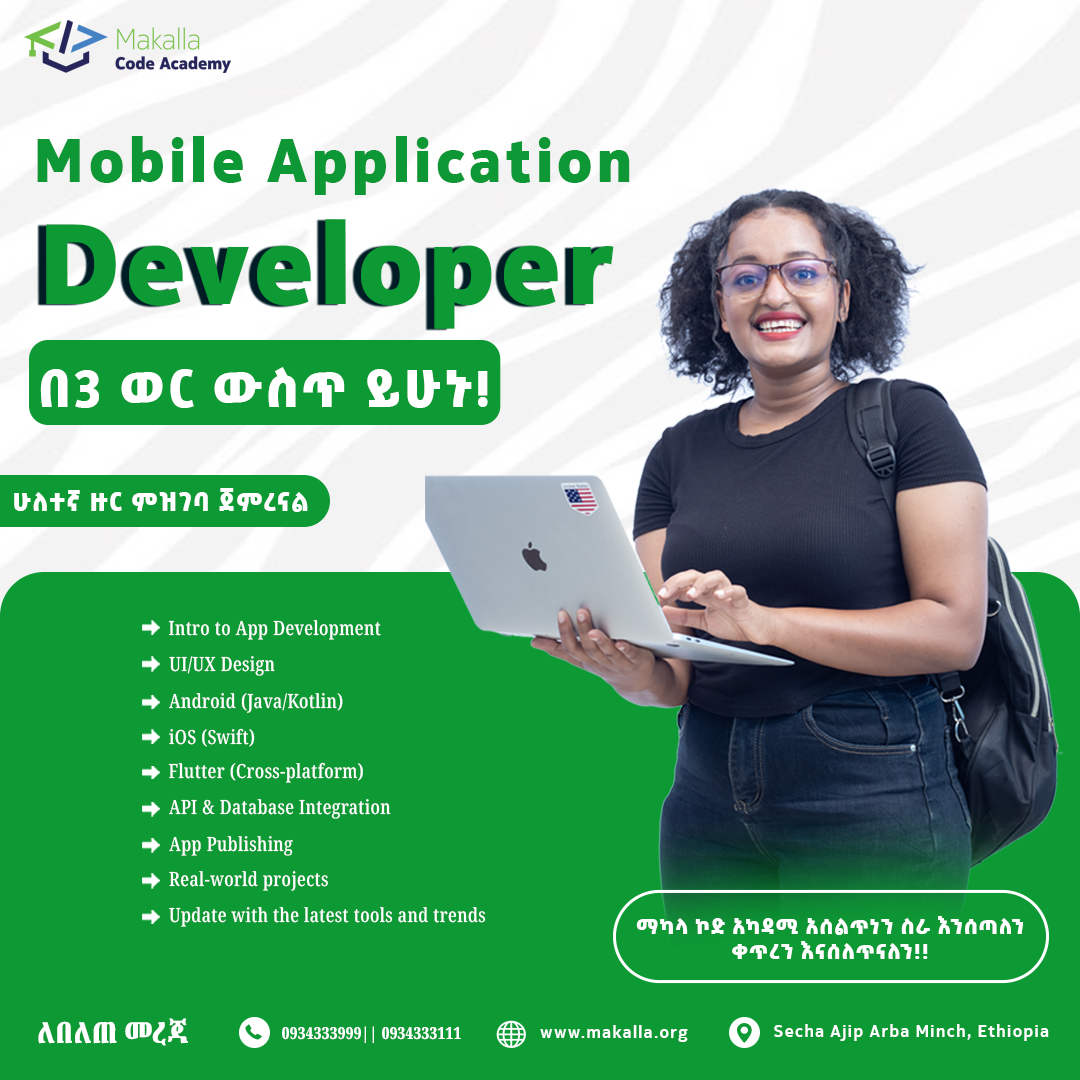 Makalla
Code Academy
Mobile Application
Developer
በ3 ወር ውስጥ ይሁኑ!
ሁለተኛ ዙር ምዝገባ ጀምረናል
Intro to App Development
UI/UX Design
Android (Java/Kotlin)
iOS (Swift)
Flutter (Cross-platform)
API & Database Integration
App Publishing
Real-world projects
Update with the latest tools and trends
ማካላ ኮድ አካዳሚ አሰልጥነን ስራ እንሰጣለን
ቀጥረን እናሰለጥናለን!!
ለበለጠ መረጃ
0934333999|| 0934333111
www.makalla.org
Secha Ajip Arba Minch, Ethiopia